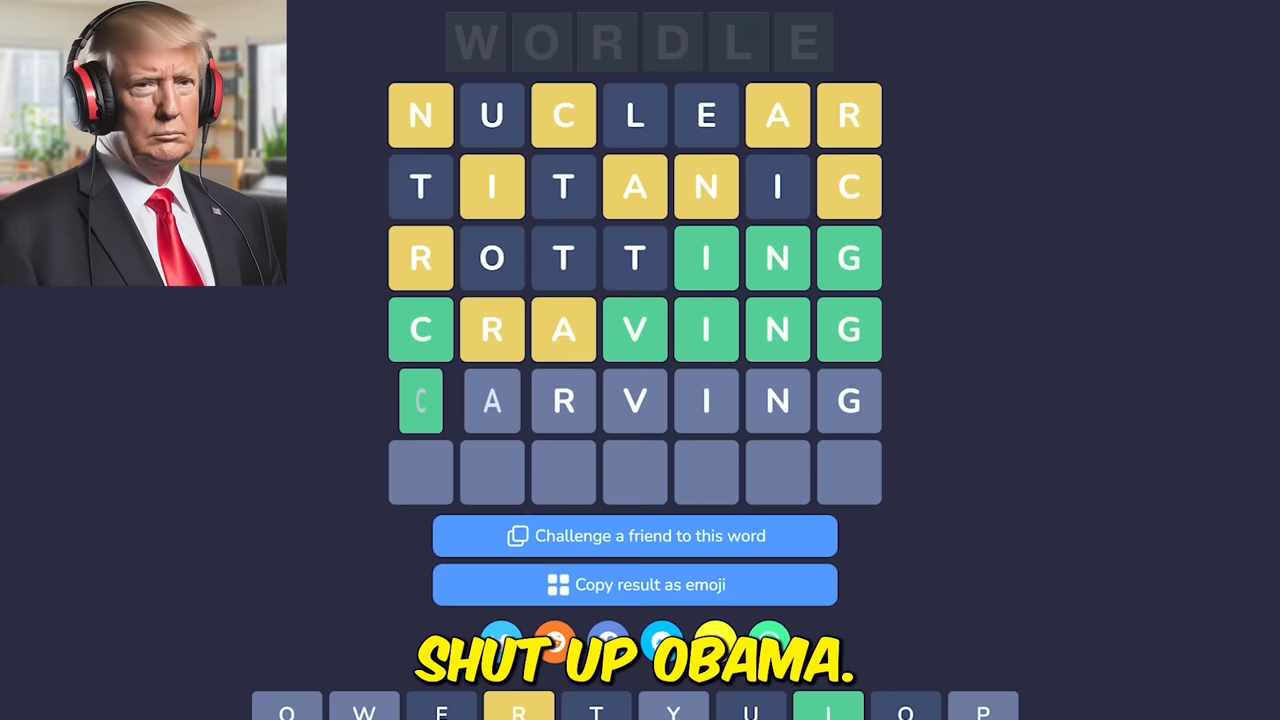 WORDLE
NUCLEAR
TITANIC
ROTTING
CRAVING
CARVING
Challenge a friend to this word
Copy result as emoji
SHUT UP OBAMA.
Q W E R T Y U I O P